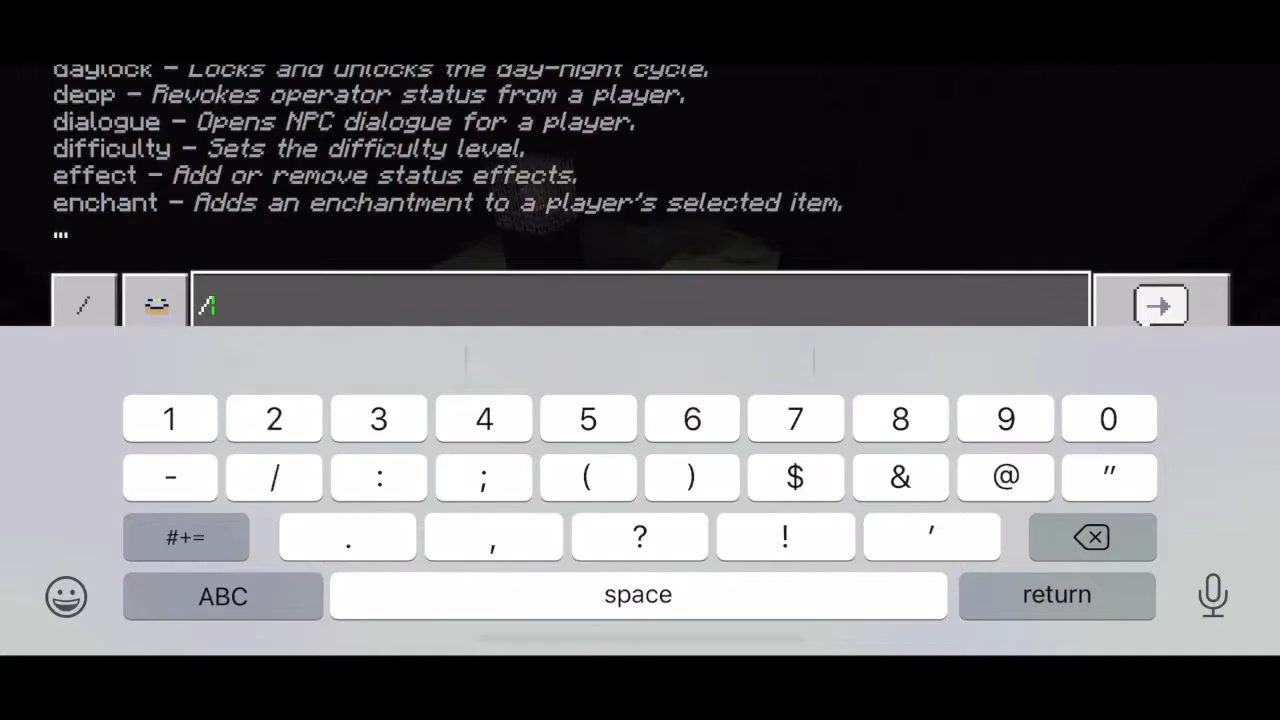 daylock - Locks and unlocks the day-night cycle.
deop - Revokes operator status from a player.
dialogue - Opens NPC dialogue for a player.
difficulty - Sets the difficulty level.
effect - Add or remove status effects.
enchant - Adds an enchantment to a player's selected item.
...
/ /
1 2 3 4 5 6 7 8 9 0
- / : ; ( ) $ & @ "
#+= . , ? ! '
ABC space return